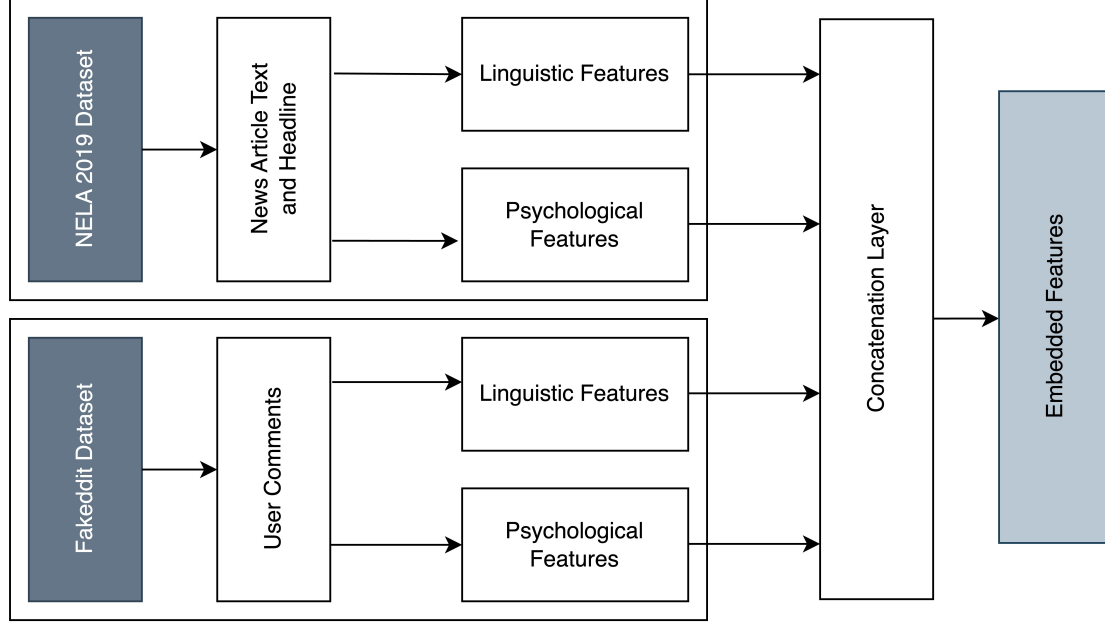 NELA 2019 Dataset
News Article Text
and Headline
Linguistic Features
Psychological
Features
Fakeddit Dataset
User Comments
Linguistic Features
Psychological
Features
Concatenation Layer
Embedded Features